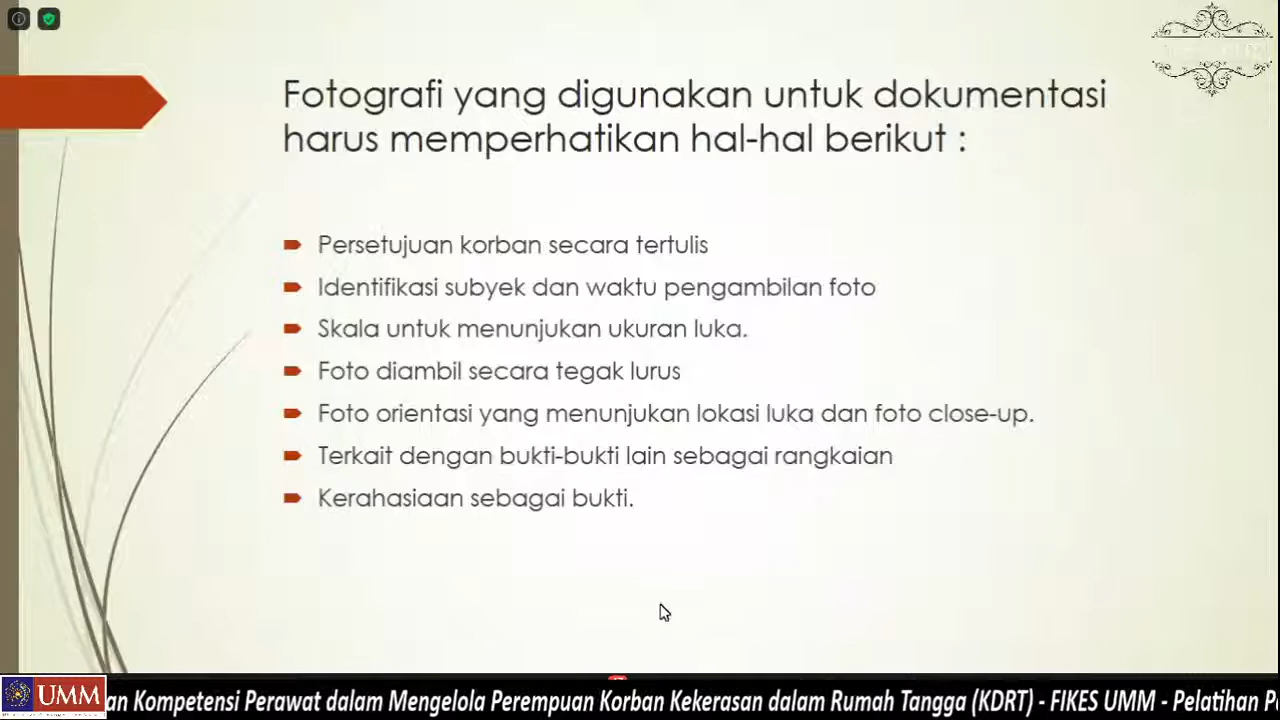 Fotografi yang digunakan untuk dokumentasi
harus memperhatikan hal-hal berikut :
Persetujuan korban secara tertulis
Identifikasi subyek dan waktu pengambilan foto
Skala untuk menunjukan ukuran luka.
Foto diambil secara tegak lurus
Foto orientasi yang menunjukan lokasi luka dan foto close-up.
Terkait dengan bukti-bukti lain sebagai rangkaian
Kerahasiaan sebagai bukti.
UMM
an Kompetensi Perawat dalam Mengelola Perempuan Korban Kekerasan dalam Rumah Tangga (KDRT) - FIKES UMM - Pelatihan P